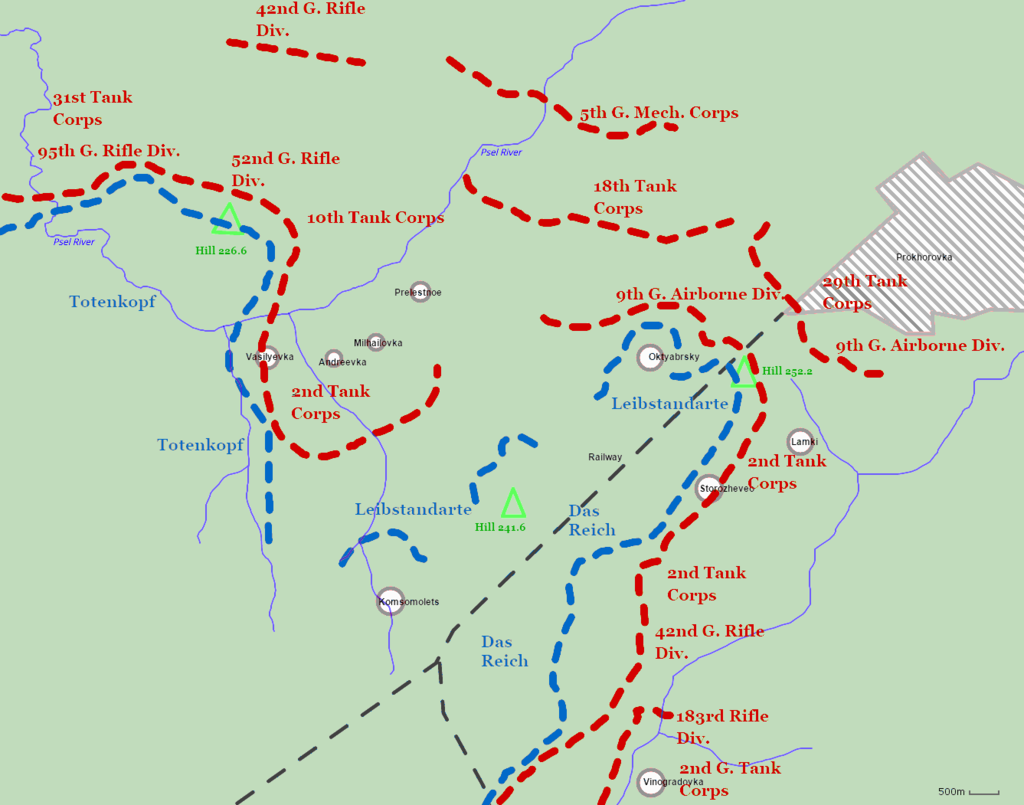 42nd G. Rifle
Div.
31st Tank
Corps
5th G. Mech. Corps
95th G. Rifle Div.
52nd G. Rifle
Div.
Psel River
18th Tank
Corps
10th Tank Corps
Psel River
Hill 226.6
Prokhorovka
29th Tank
Corps
Totenkopf
Prelestnoe
9th G. Airborne Div.
9th G. Airborne Div.
Vasilyevka
Andreevka
Milhailovka
Oktyabrsky
Hill 252.2
2nd Tank
Corps
Leibstandarte
Totenkopf
Railway
Lamki
2nd Tank
Corps
Storozheveo
Leibstandarte
Hill 241.6
Das
Reich
2nd Tank
Corps
Komsomolets
Das
Reich
42nd G. Rifle
Div.
183rd Rifle
Div.
2nd G. Tank
Corps
Vinogradovka
500m